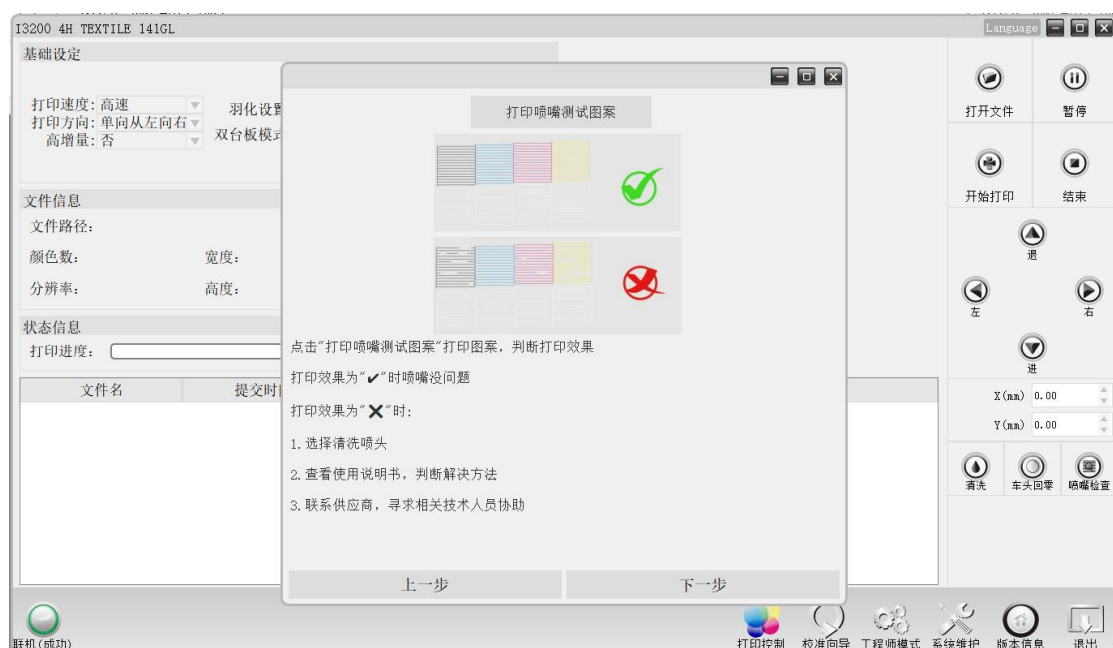 I3200 4H TEXTILE 141GL
Language
基础设定
打印速度: 高速
羽化设置
打印方向: 单向从左向右
双台板模式
高增量: 否
文件信息
文件路径:
颜色数:
宽度:
分辨率:
高度:
状态信息
打印进度:
文件名
提交时
打印喷嘴测试图案
点击"打印喷嘴测试图案"打印图案, 判断打印效果
打印效果为"✔"时喷嘴没问题
打印效果为"✕"时:
1. 选择清洗喷头
2. 查看使用说明书, 判断解决方法
3. 联系供应商, 寻求相关技术人员协助
上一步
下一步
打开文件
暂停
开始打印
结束
退
左
右
进
X(mm) 0.00
Y(mm) 0.00
清洗
车头回零
喷嘴检查
联机(成功)
打印控制
校准向导
工程师模式
系统维护
版本信息
退出